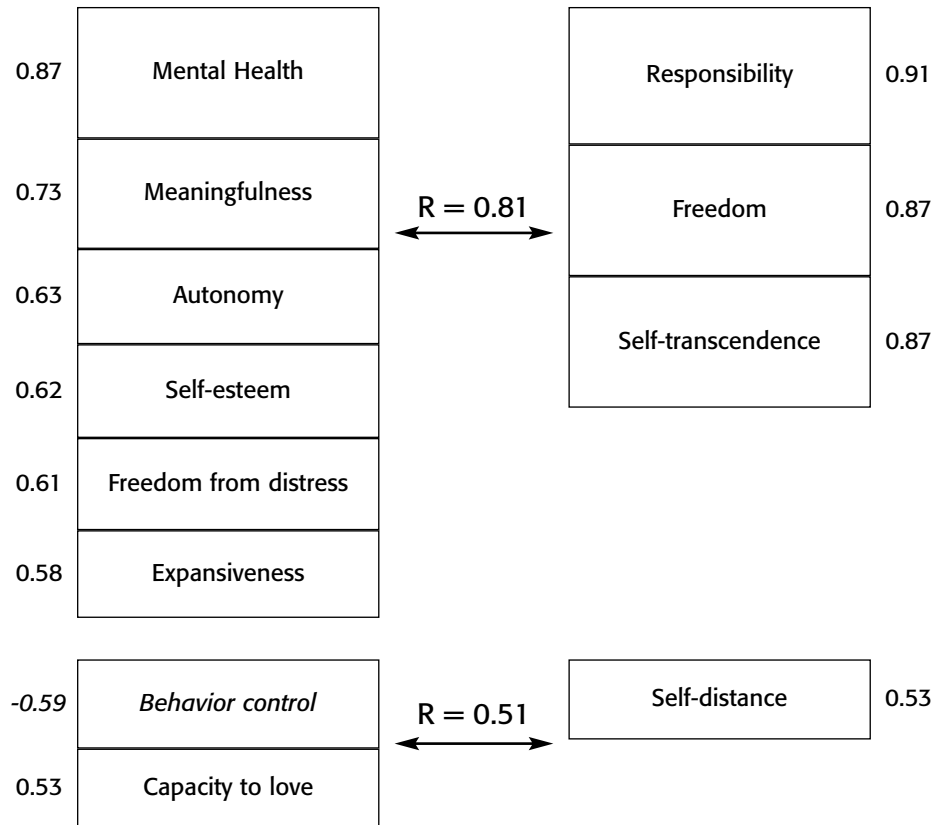 0.87 Mental Health
0.73 Meaningfulness
0.63 Autonomy
0.62 Self-esteem
0.61 Freedom from distress
0.58 Expansiveness
R = 0.81
Responsibility 0.91
Freedom 0.87
Self-transcendence 0.87
-0.59 Behavior control
0.53 Capacity to love
R = 0.51
Self-distance 0.53